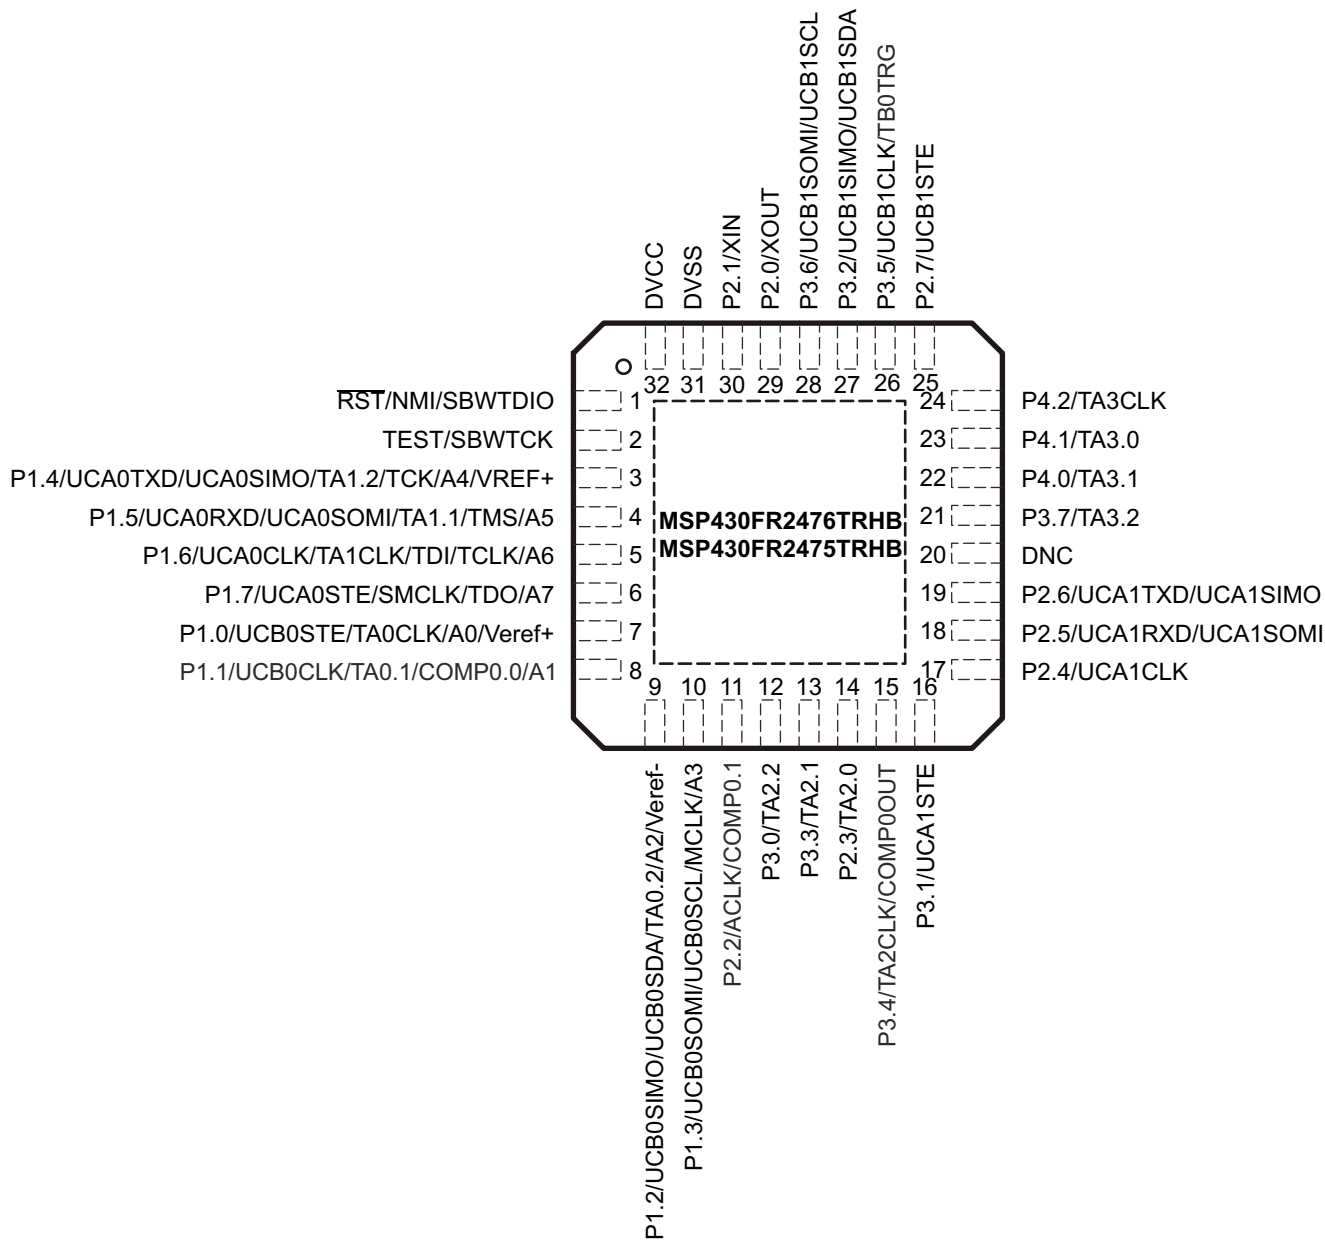 DVCC
DVSS
P2.1/XIN
P2.0/XOUT
P3.6/UCB1SOMI/UCB1SCL
P3.2/UCB1SIMO/UCB1SDA
P3.5/UCB1CLK/TB0TRG
P2.7/UCB1STE
32 31 30 29 28 27 26 25
RST/NMI/SBWTDIO 1
TEST/SBWTCK 2
P1.4/UCA0TXD/UCA0SIMO/TA1.2/TCK/A4/VREF+ 3
P1.5/UCA0RXD/UCA0SOMI/TA1.1/TMS/A5 4
P1.6/UCA0CLK/TA1CLK/TDI/TCLK/A6 5
P1.7/UCA0STE/SMCLK/TDO/A7 6
P1.0/UCB0STE/TA0CLK/A0/Veref+ 7
P1.1/UCB0CLK/TA0.1/COMP0.0/A1 8
MSP430FR2476TRHB
MSP430FR2475TRHB
24 P4.2/TA3CLK
23 P4.1/TA3.0
22 P4.0/TA3.1
21 P3.7/TA3.2
20 DNC
19 P2.6/UCA1TXD/UCA1SIMO
18 P2.5/UCA1RXD/UCA1SOMI
17 P2.4/UCA1CLK
9 10 11 12 13 14 15 16
P1.2/UCB0SIMO/UCB0SDA/TA0.2/A2/Veref-
P1.3/UCB0SOMI/UCB0SCL/MCLK/A3
P2.2/ACLK/COMP0.1
P3.0/TA2.2
P3.3/TA2.1
P2.3/TA2.0
P3.4/TA2CLK/COMP0OUT
P3.1/UCA1STE